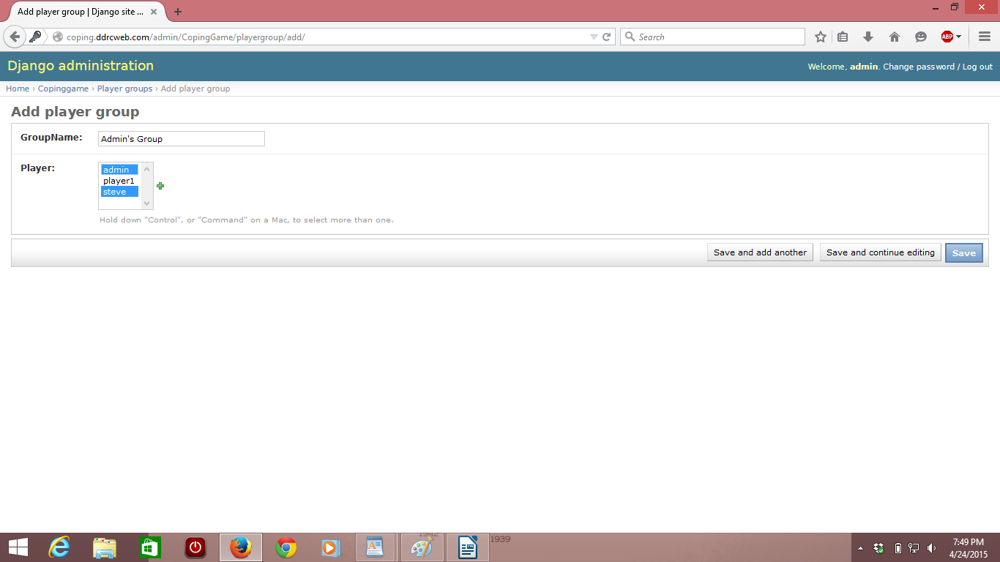 Add player group | Django site ...
coping.ddrcweb.com/admin/CopingGame/playergroup/add/
Search
ABP
Django administration
Welcome, admin. Change password / Log out
Home › Copinggame › Player groups › Add player group
Add player group
GroupName:
Admin's Group
Player:
admin
player1
steve
Hold down "Control", or "Command" on a Mac, to select more than one.
Save and add another
Save and continue editing
Save
1942
1939
7:49 PM
4/24/2015